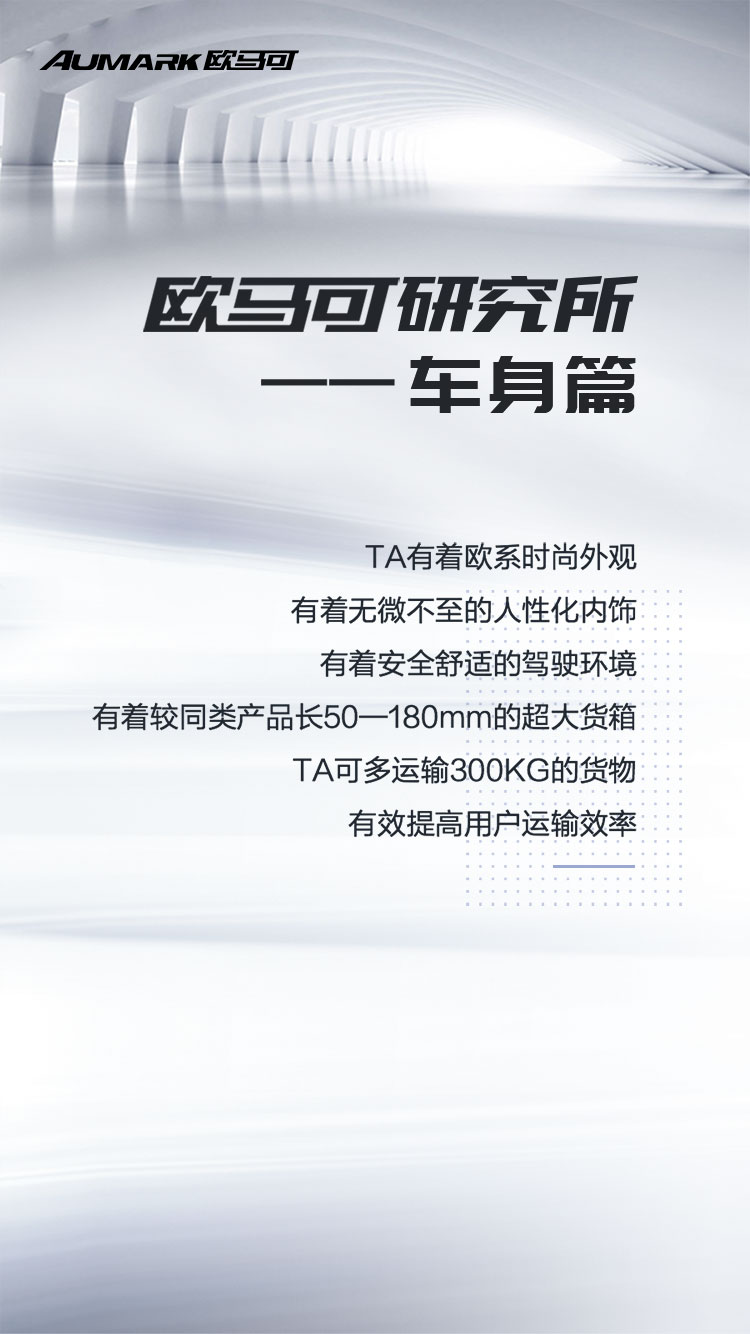 AUMARK欧马可
欧马可研究所
——车身篇
TA有着欧系时尚外观
有着无微不至的人性化内饰
有着安全舒适的驾驶环境
有着较同类产品长50—180mm的超大货箱
TA可多运输300KG的货物
有效提高用户运输效率